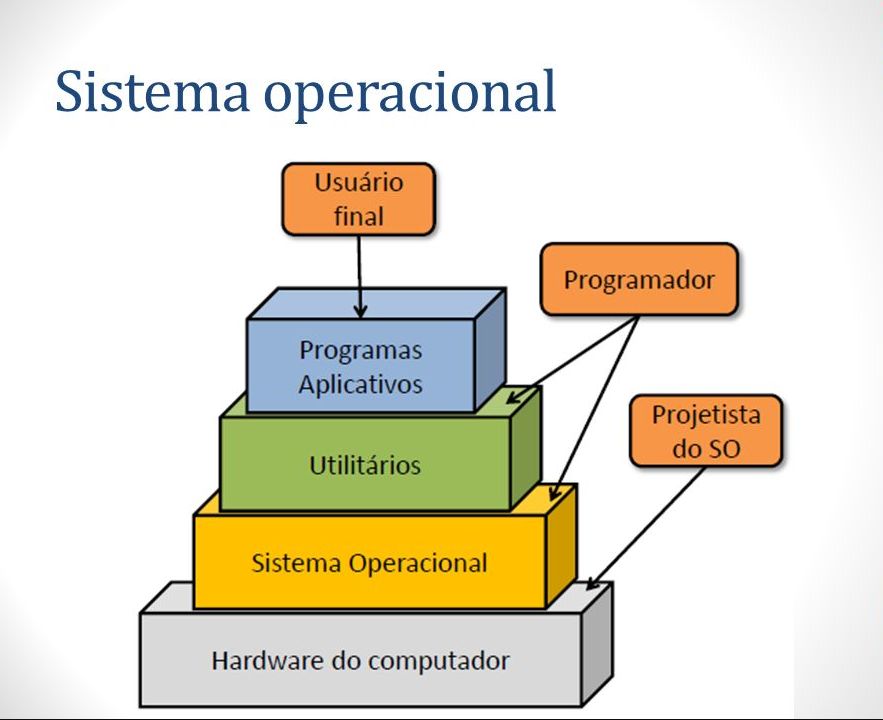 Sistema operacional
Usuário
final
Programador
Programas
Aplicativos
Projetista
do SO
Utilitários
Sistema Operacional
Hardware do computador